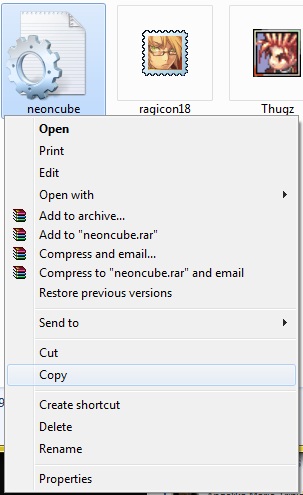 neoncube ragicon18 Thugz
Open
Print
Edit
Open with
Add to archive...
Add to "neoncube.rar"
Compress and email...
Compress to "neoncube.rar" and email
Restore previous versions
Send to
Cut
Copy
Create shortcut
Delete
Rename
Properties